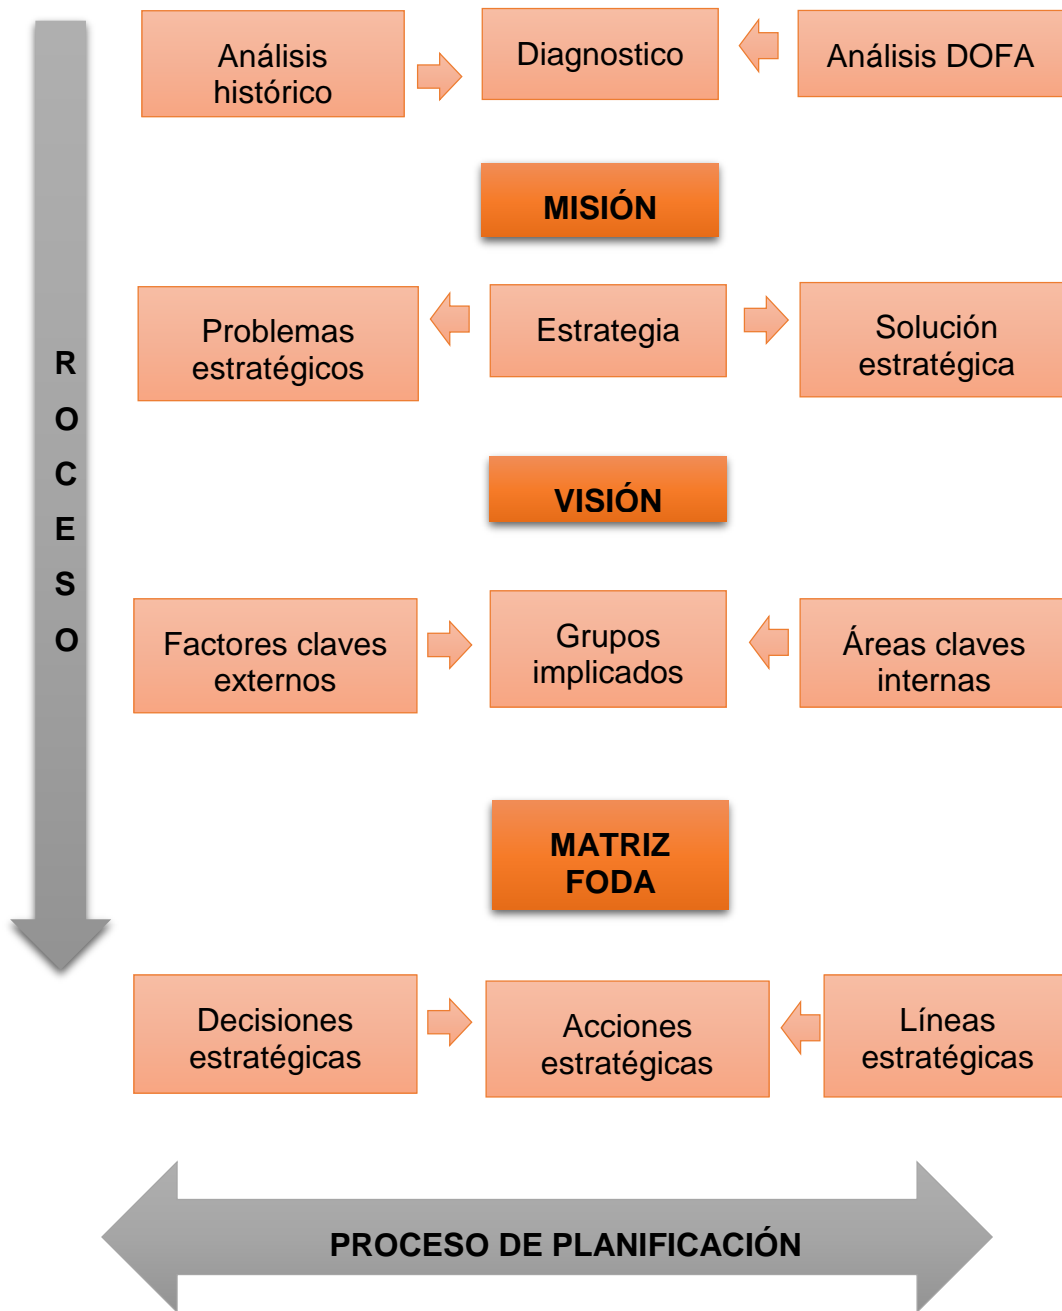 Análisis
histórico
Diagnostico
Análisis DOFA
MISIÓN
Problemas
estratégicos
Estrategia
Solución
estratégica
R
O
C
E
S
O
VISIÓN
Factores claves
externos
Grupos
implicados
Áreas claves
internas
MATRIZ
FODA
Decisiones
estratégicas
Acciones
estratégicas
Líneas
estratégicas
PROCESO DE PLANIFICACIÓN